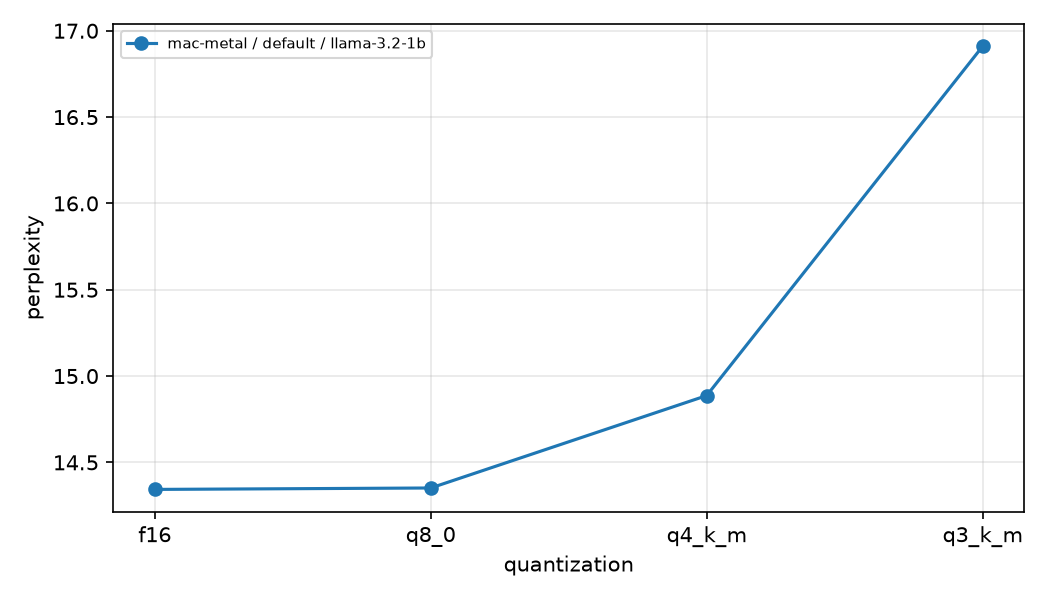 17.0
mac-metal / default / llama-3.2-1b
16.5
16.0
15.5
15.0
14.5
perplexity
f16 q8_0 q4_k_m q3_k_m
quantization